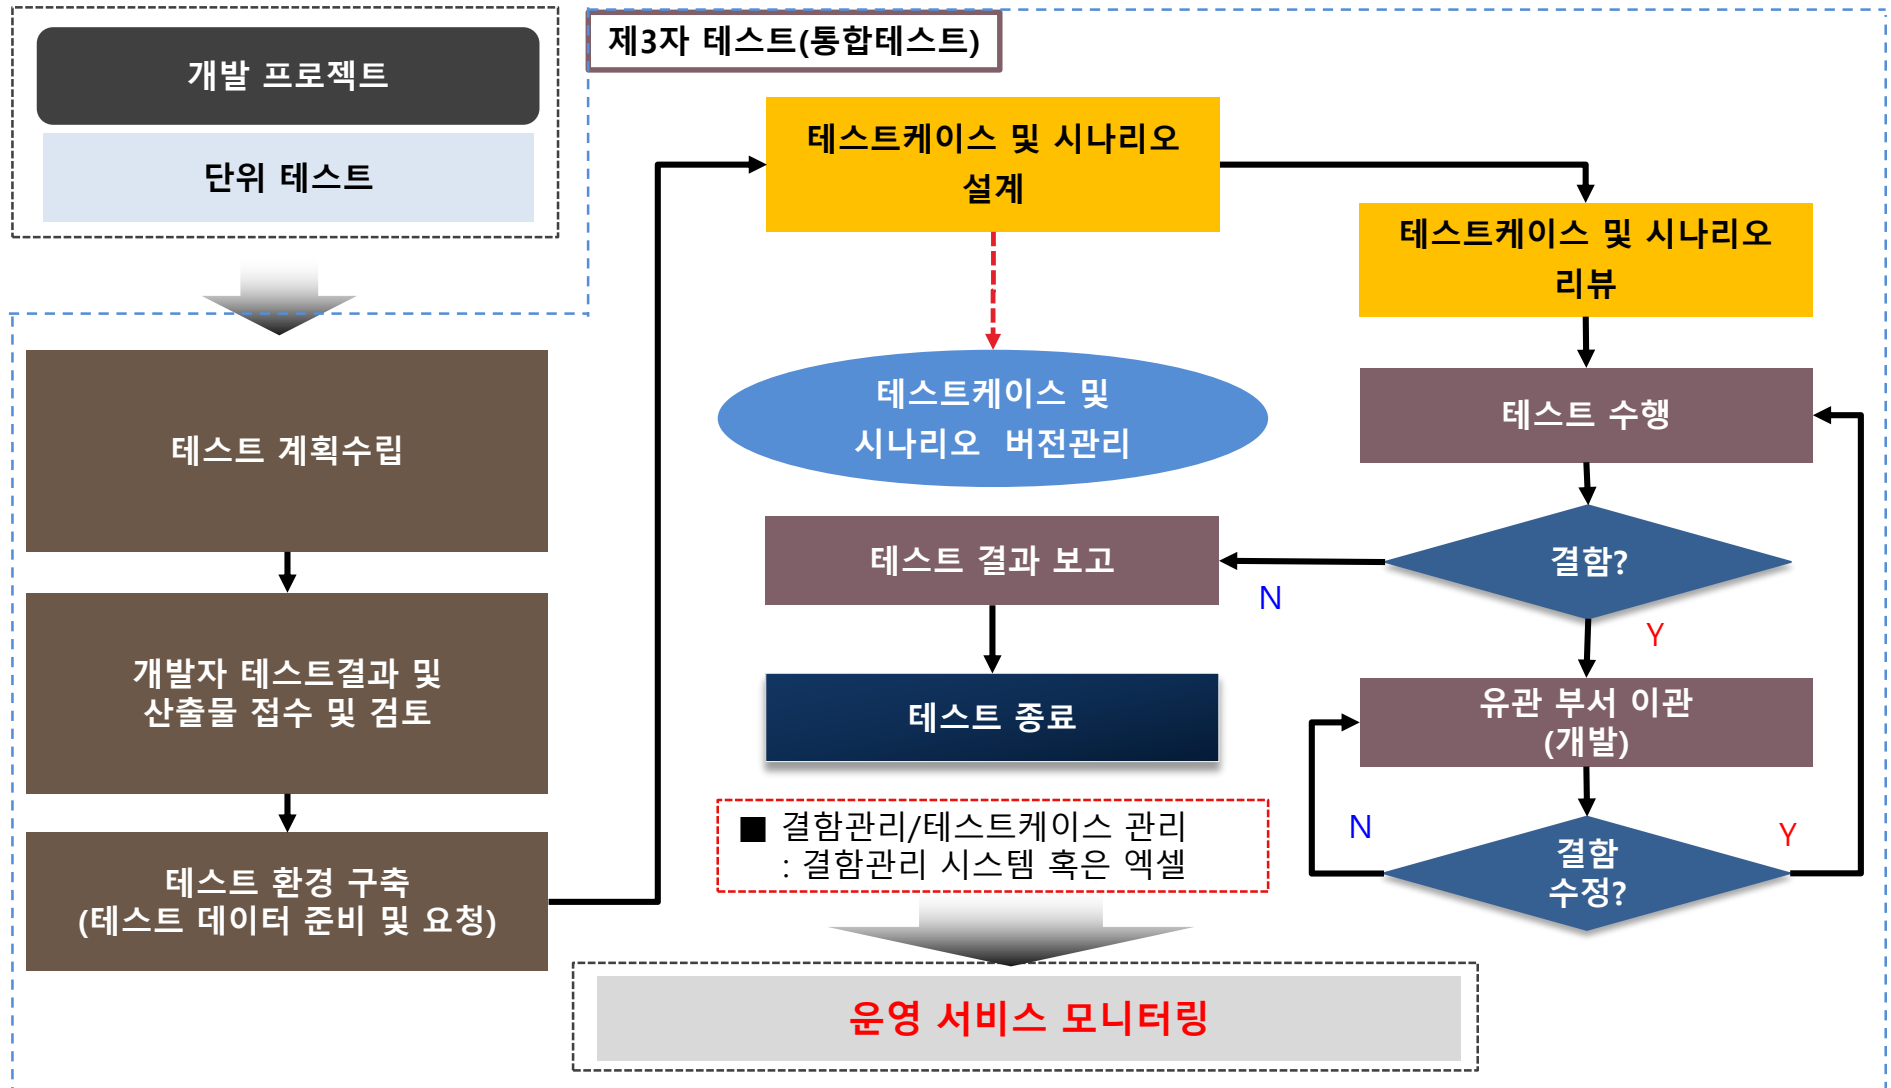 개발 프로젝트
단위 테스트
제3자 테스트(통합테스트)
테스트 계획수립
개발자 테스트결과 및
산출물 접수 및 검토
테스트 환경 구축
(테스트 데이터 준비 및 요청)
테스트케이스 및 시나리오
설계
테스트케이스 및 시나리오
리뷰
테스트케이스 및
시나리오 버전관리
테스트 수행
결함?
N
Y
테스트 결과 보고
테스트 종료
유관 부서 이관
(개발)
결함
수정?
N
Y
■ 결함관리/테스트케이스 관리
: 결함관리 시스템 혹은 엑셀
운영 서비스 모니터링